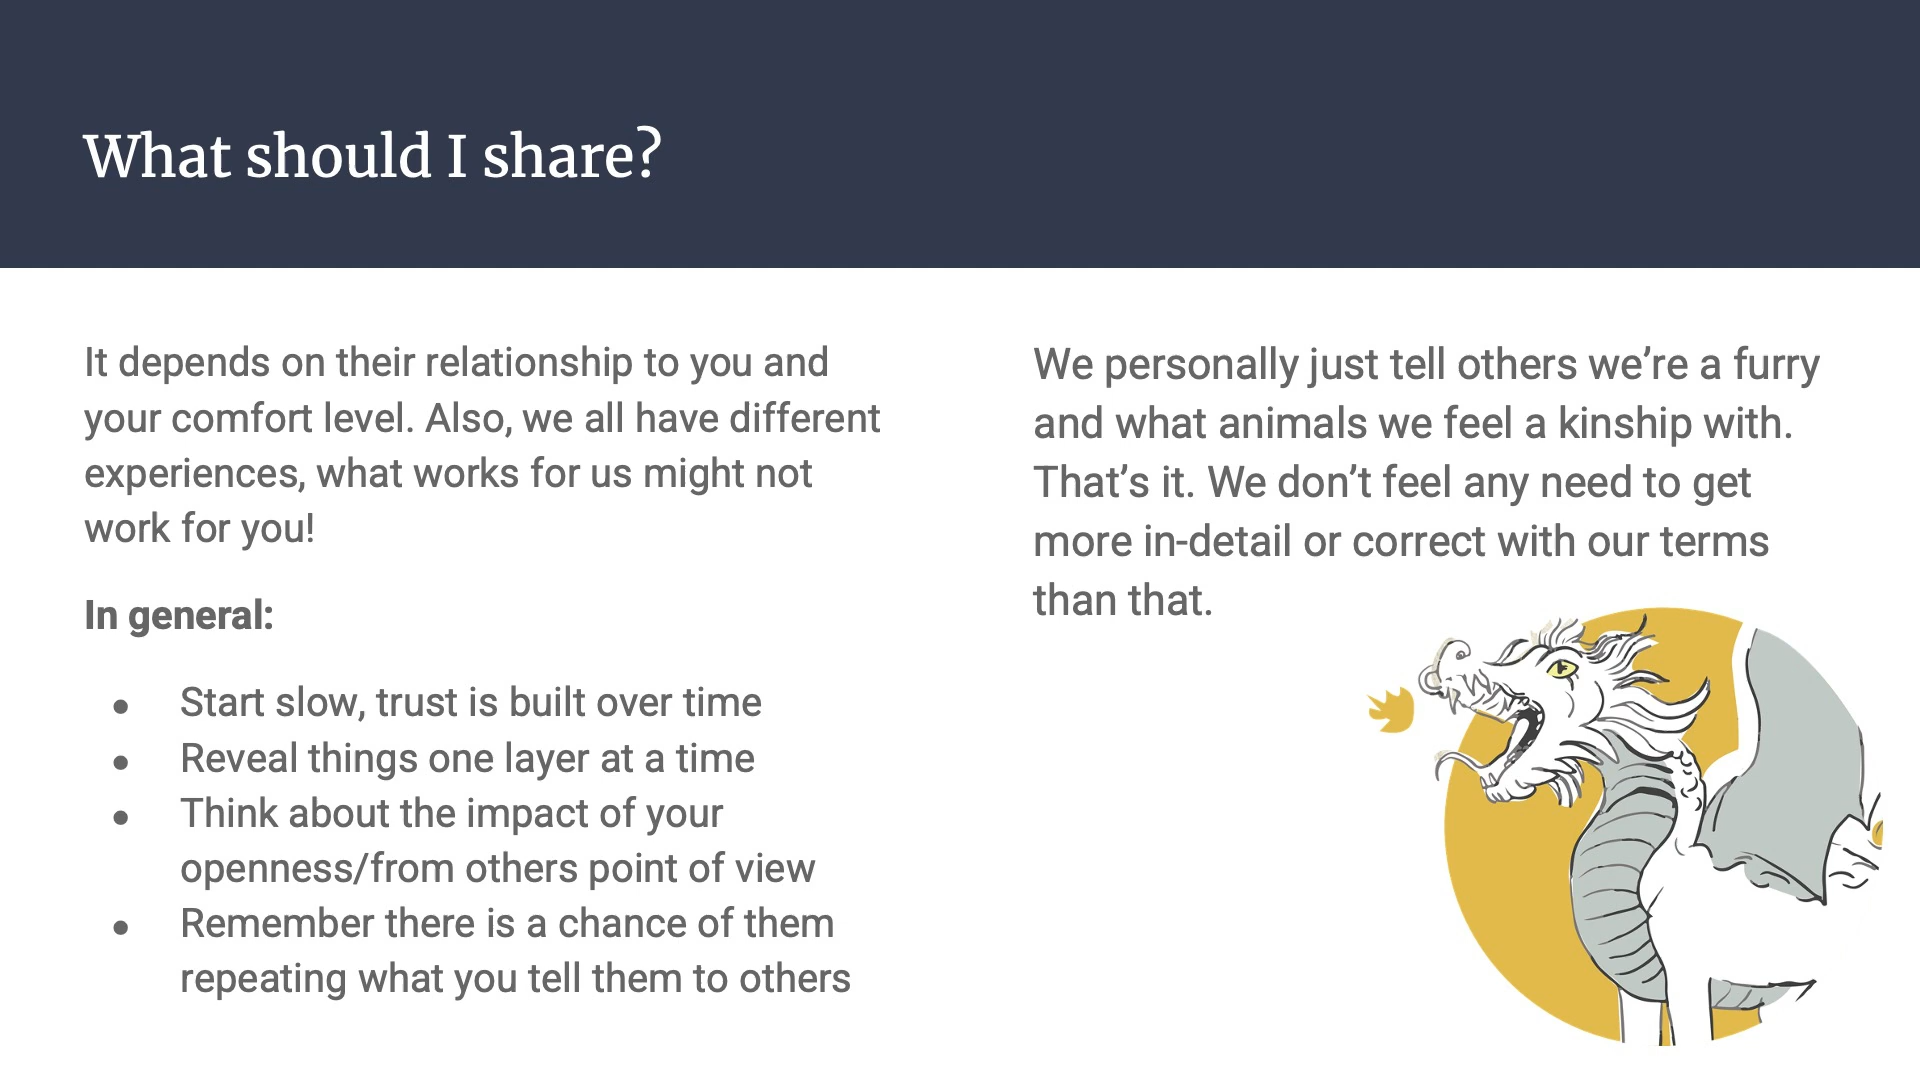 What should I share?
It depends on their relationship to you and
your comfort level. Also, we all have different
experiences, what works for us might not
work for you!
In general:
● Start slow, trust is built over time
● Reveal things one layer at a time
● Think about the impact of your
openness/from others point of view
● Remember there is a chance of them
repeating what you tell them to others
We personally just tell others we’re a furry
and what animals we feel a kinship with.
That’s it. We don’t feel any need to get
more in-detail or correct with our terms
than that.